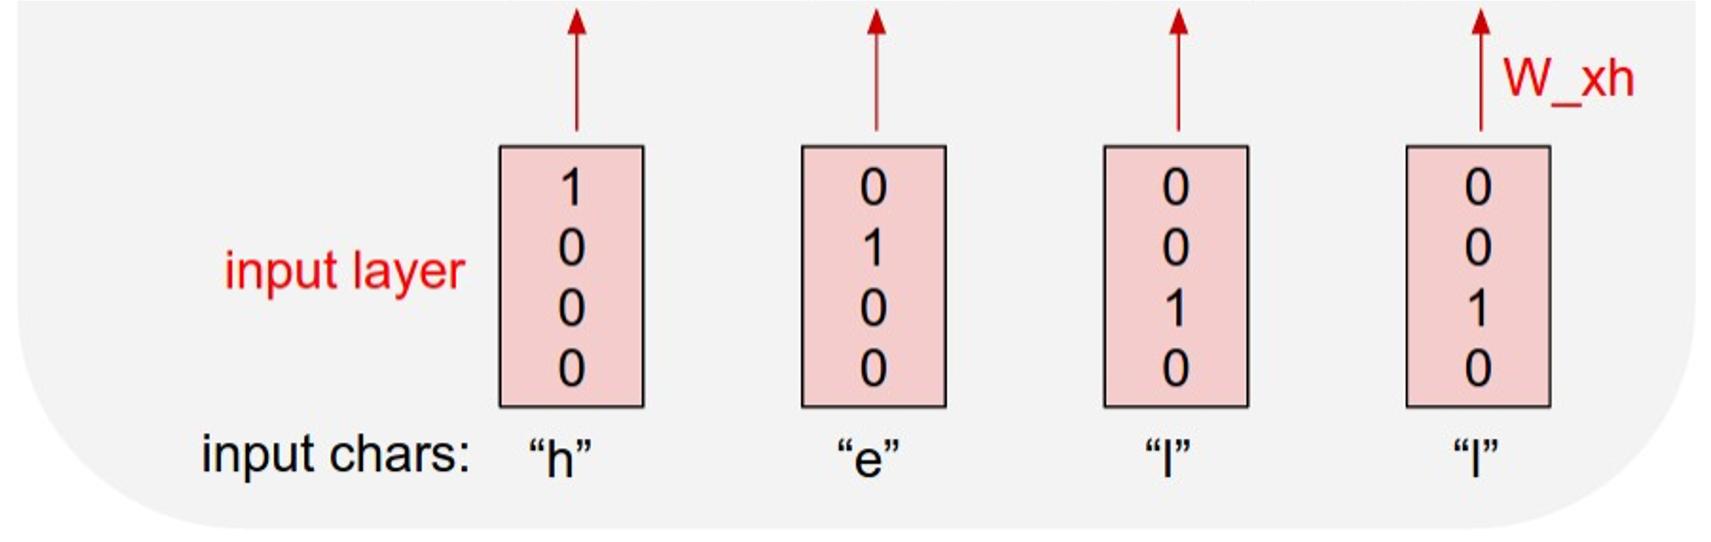 W_xh
1 0 0 0
0 1 0 0
input layer
0 0 1 1
0 0 0 0
input chars: “h” “e” “l” “l”